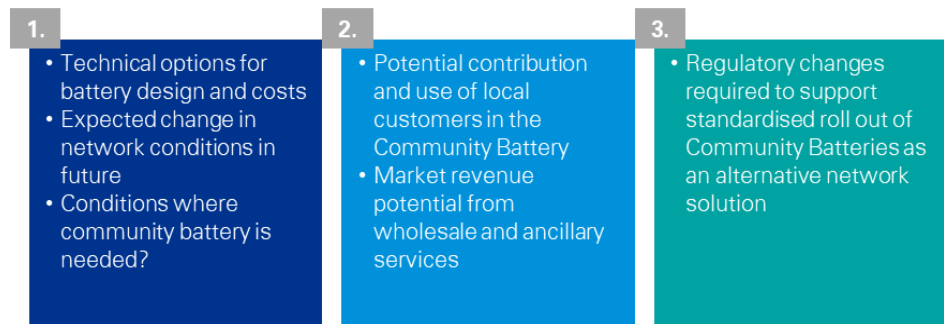 1.
• Technical options for
battery design and costs
• Expected change in
network conditions in
future
• Conditions where
community battery is
needed?
2.
• Potential contribution
and use of local
customers in the
Community Battery
• Market revenue
potential from
wholesale and ancillary
services
3.
• Regulatory changes
required to support
standardised roll out of
Community Batteries as
an alternative network
solution